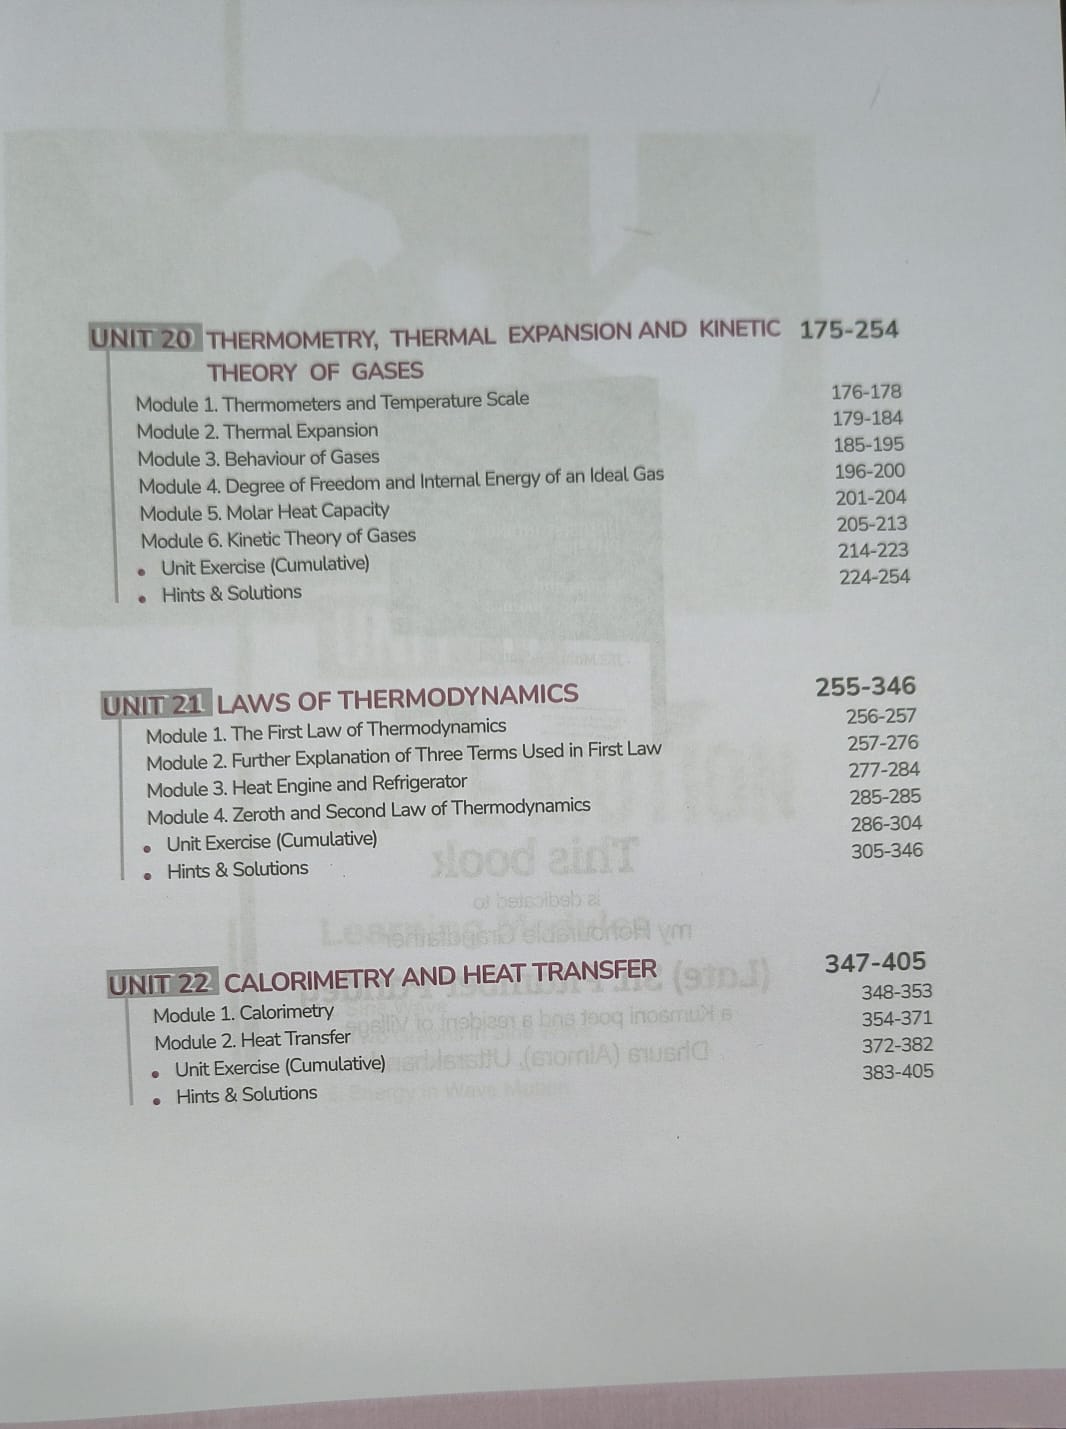 UNIT 20 THERMOMETRY, THERMAL EXPANSION AND KINETIC 175-254
THEORY OF GASES
Module 1. Thermometers and Temperature Scale 176-178
Module 2. Thermal Expansion 179-184
Module 3. Behaviour of Gases 185-195
Module 4. Degree of Freedom and Internal Energy of an Ideal Gas 196-200
Module 5. Molar Heat Capacity 201-204
Module 6. Kinetic Theory of Gases 205-213
• Unit Exercise (Cumulative) 214-223
• Hints & Solutions 224-254
UNIT 21 LAWS OF THERMODYNAMICS 255-346
Module 1. The First Law of Thermodynamics 256-257
Module 2. Further Explanation of Three Terms Used in First Law 257-276
Module 3. Heat Engine and Refrigerator 277-284
Module 4. Zeroth and Second Law of Thermodynamics 285-285
• Unit Exercise (Cumulative) 286-304
• Hints & Solutions 305-346
This book
is dedicated to
my Honourable Grandfather
UNIT 22 CALORIMETRY AND HEAT TRANSFER 347-405
Module 1. Calorimetry 348-353
Module 2. Heat Transfer 354-371
• Unit Exercise (Cumulative) 372-382
• Hints & Solutions 383-405